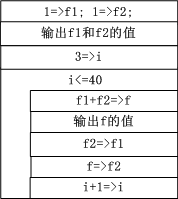 1=>f1; 1=>f2;
输出f1和f2的值
3=>i
i<=40
f1+f2=>f
输出f的值
f2=>f1
f=>f2
i+1=>i